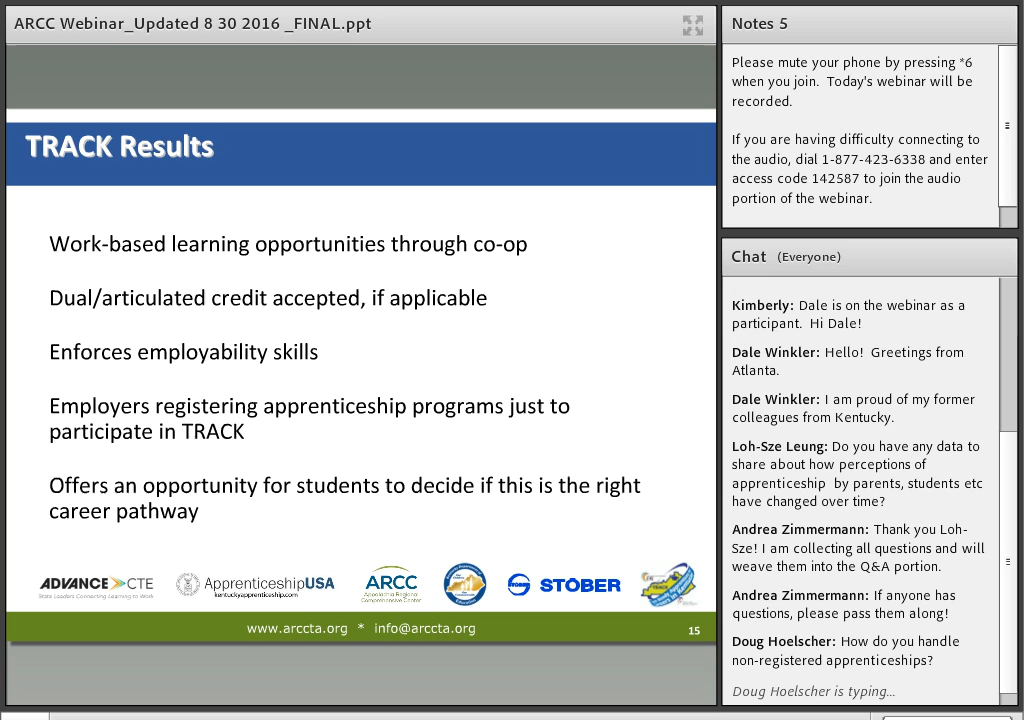 ARCC Webinar_Updated 8 30 2016 _FINAL.ppt
TRACK Results
Work-based learning opportunities through co-op
Dual/articulated credit accepted, if applicable
Enforces employability skills
Employers registering apprenticeship programs just to
participate in TRACK
Offers an opportunity for students to decide if this is the right
career pathway
ADVANCE CTE
State Leaders Connecting Learning to Work
ApprenticeshipUSA
kentuckyapprenticeship.com
ARCC
Appalachia Regional
Comprehensive Center
STOBER
www.arccta.org * info@arccta.org
15
Notes 5
Please mute your phone by pressing *6
when you join. Today's webinar will be
recorded.
If you are having difficulty connecting to
the audio, dial 1-877-423-6338 and enter
access code 142587 to join the audio
portion of the webinar.
Chat (Everyone)
Kimberly: Dale is on the webinar as a
participant. Hi Dale!
Dale Winkler: Hello! Greetings from
Atlanta.
Dale Winkler: I am proud of my former
colleagues from Kentucky.
Loh-Sze Leung: Do you have any data to
share about how perceptions of
apprenticeship by parents, students etc
have changed over time?
Andrea Zimmermann: Thank you Loh-
Sze! I am collecting all questions and will
weave them into the Q&A portion.
Andrea Zimmermann: If anyone has
questions, please pass them along!
Doug Hoelscher: How do you handle
non-registered apprenticeships?
Doug Hoelscher is typing...